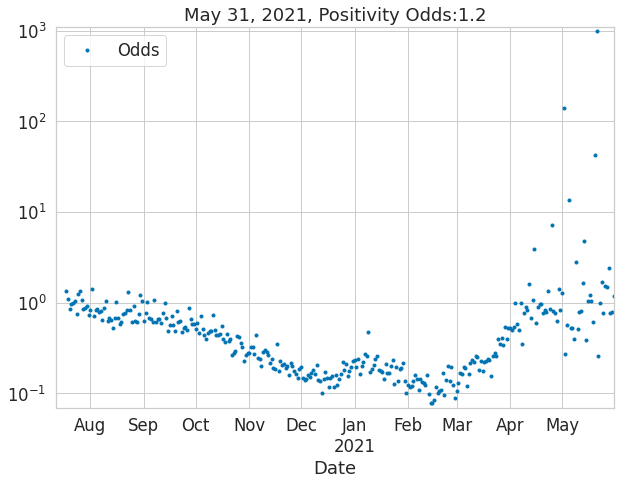 May 31, 2021, Positivity Odds:1.2
Odds
10³
10²
10¹
10⁰
10⁻¹
Aug Sep Oct Nov Dec Jan Feb Mar Apr May
2021
Date